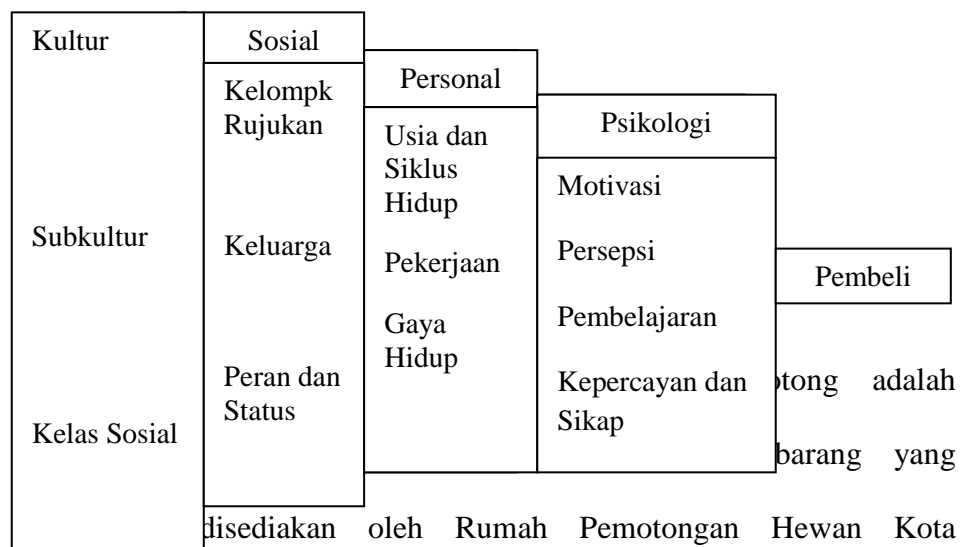 Kultur
Subkultur
Kelas Sosial
Sosial
Kelompk
Rujukan
Keluarga
Peran dan
Status
Personal
Usia dan
Siklus
Hidup
Pekerjaan
Gaya
Hidup
Psikologi
Motivasi
Persepsi
Pembelajaran
Kepercayan dan
Sikap
Pembeli
adalah
barang yang
disediakan oleh Rumah Pemotongan Hewan Kota